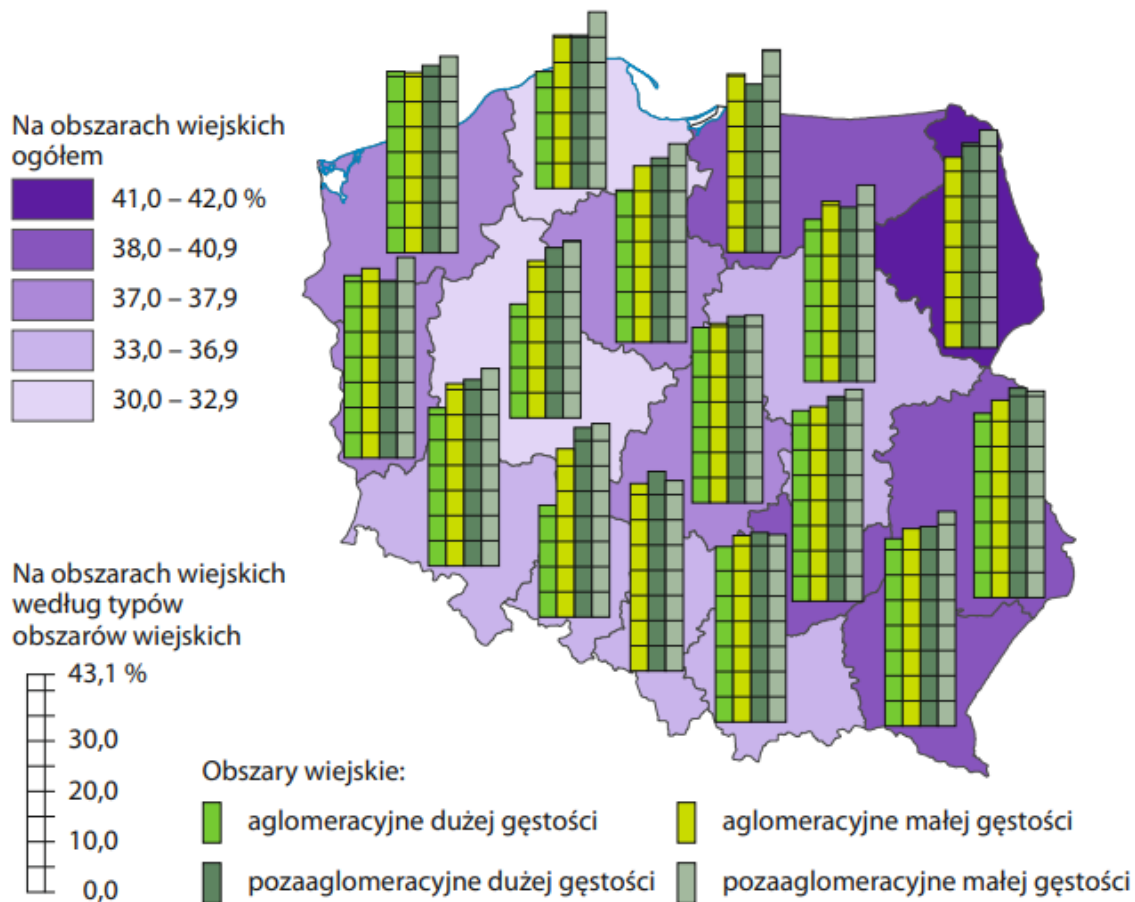 Na obszarach wiejskich
ogółem
41,0 – 42,0 %
38,0 – 40,9
37,0 – 37,9
33,0 – 36,9
30,0 – 32,9
Na obszarach wiejskich
według typów
obszarów wiejskich
43,1 %
30,0
20,0
10,0
0,0
Obszary wiejskie:
aglomeracyjne dużej gęstości
aglomeracyjne małej gęstości
pozaaglomeracyjne dużej gęstości
pozaaglomeracyjne małej gęstości